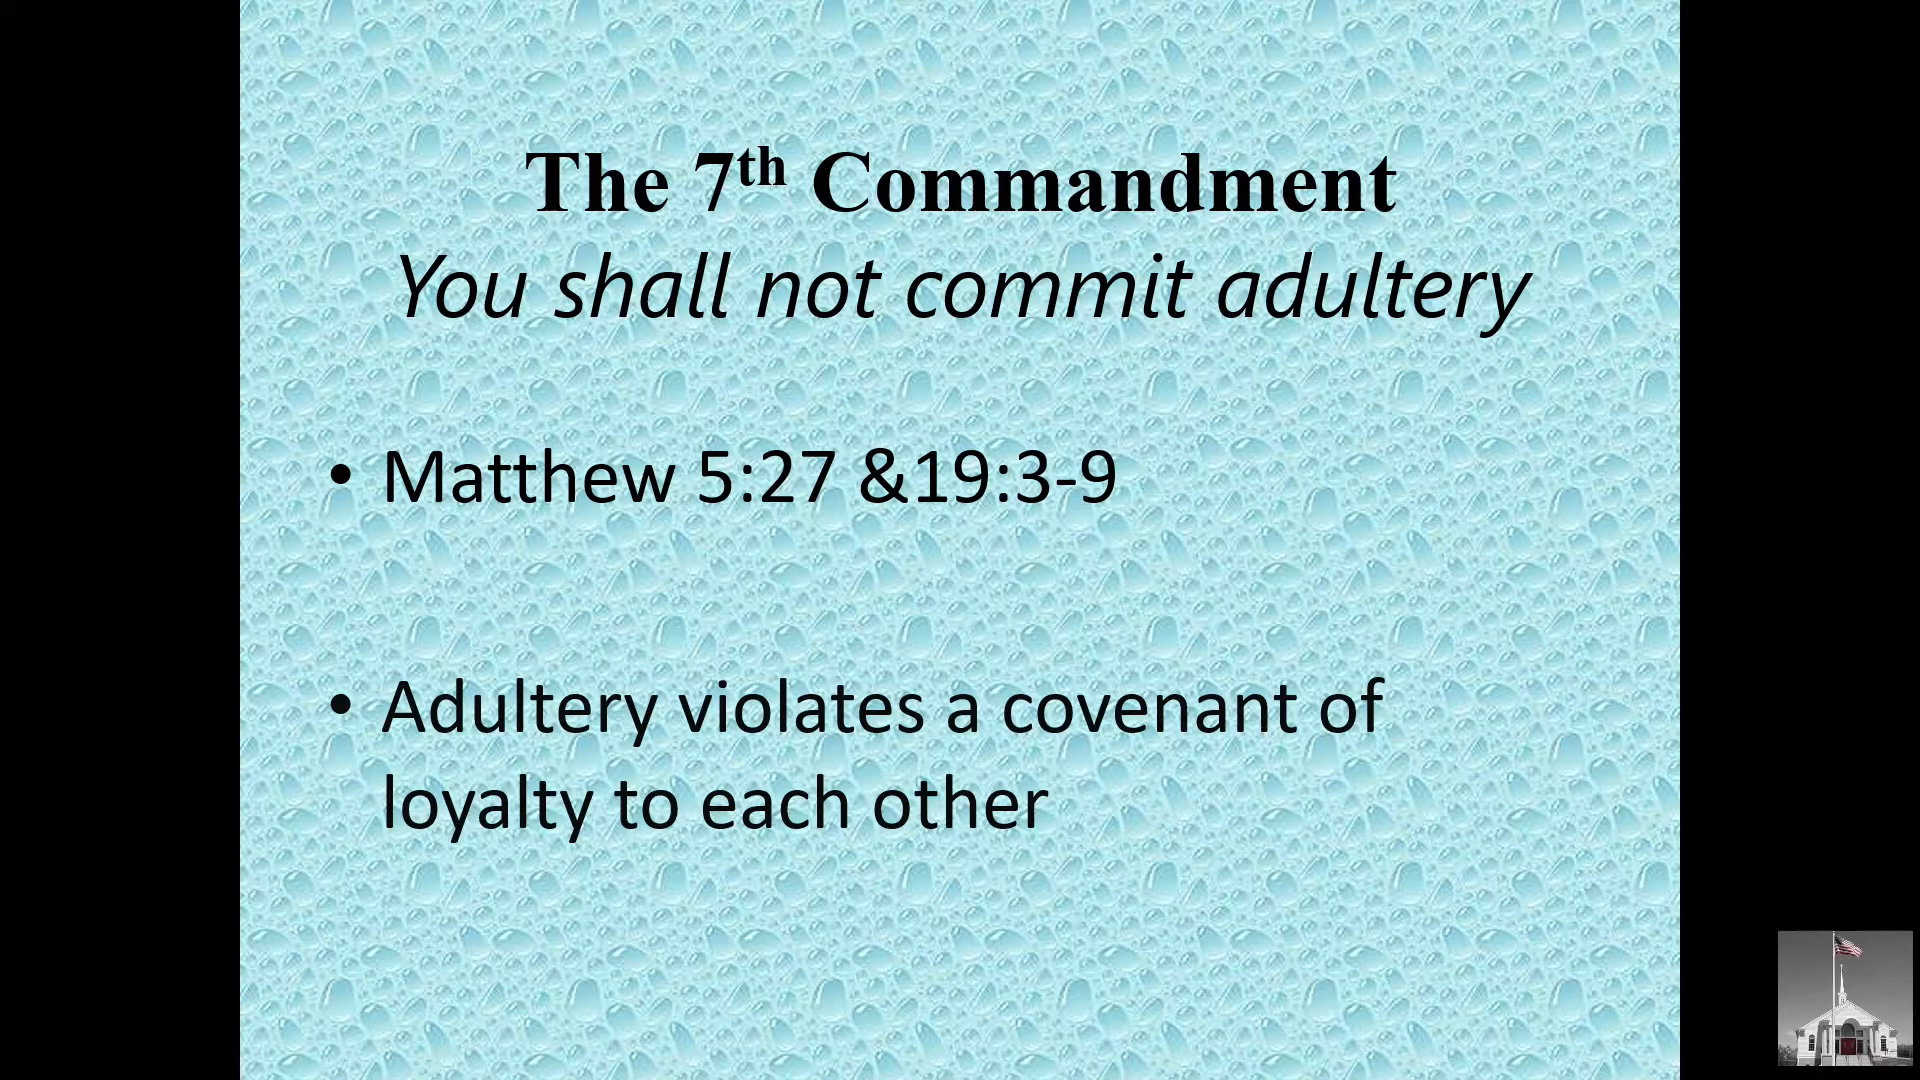 The 7th Commandment
You shall not commit adultery
• Matthew 5:27 &19:3-9
• Adultery violates a covenant of
loyalty to each other